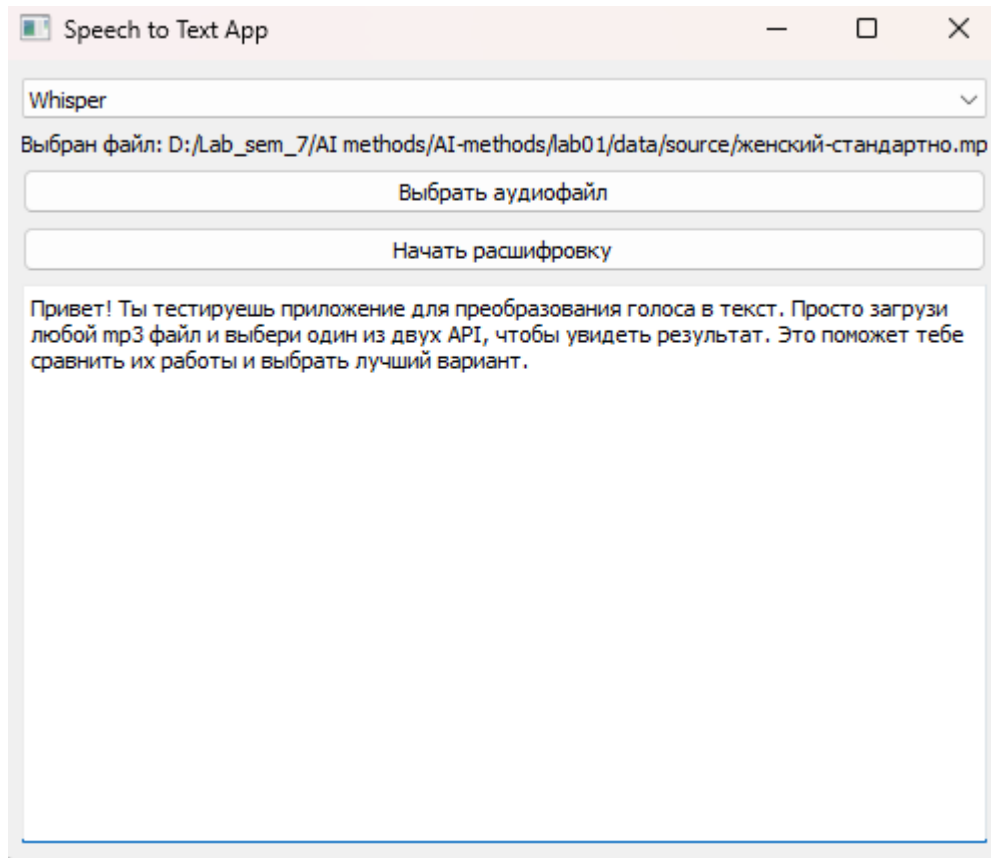 Speech to Text App
Whisper
Выбран файл: D:/Lab_sem_7/AI methods/AI-methods/lab01/data/source/женский-стандартно.mp
Выбрать аудиофайл
Начать расшифровку
Привет! Ты тестируешь приложение для преобразования голоса в текст. Просто загрузи
любой mp3 файл и выбери один из двух API, чтобы увидеть результат. Это поможет тебе
сравнить их работы и выбрать лучший вариант.